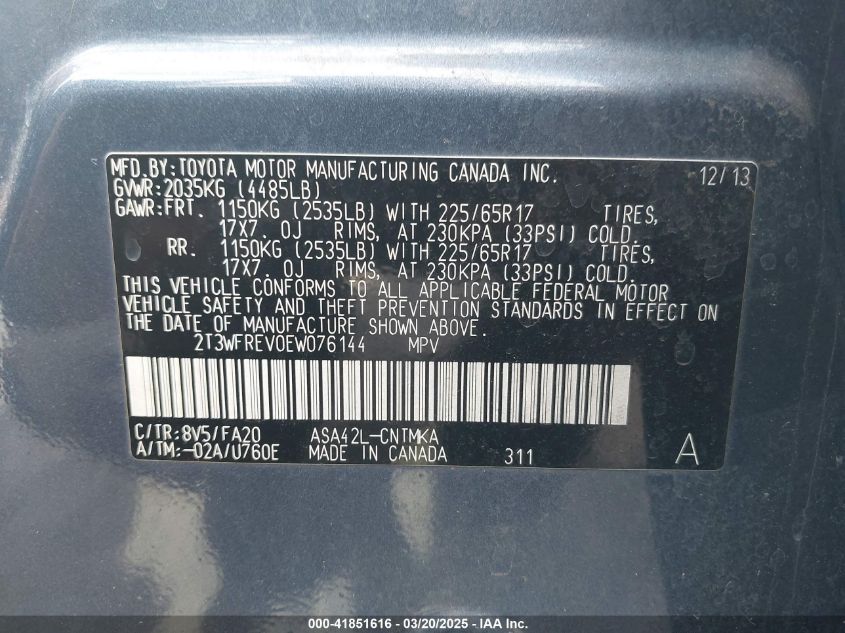 MFD.BY:TOYOTA MOTOR MANUFACTURING CANADA INC. 12/13
GVWR:2035KG (4485LB)
GAWR:FRT. 1150KG (2535LB) WITH 225/65R17 TIRES,
17X7.0J RIMS, AT 230KPA (33PSI) COLD.
RR. 1150KG (2535LB) WITH 225/65R17 TIRES,
17X7.0J RIMS, AT 230KPA (33PSI) COLD.
THIS VEHICLE CONFORMS TO ALL APPLICABLE FEDERAL MOTOR
VEHICLE SAFETY AND THEFT PREVENTION STANDARDS IN EFFECT ON
THE DATE OF MANUFACTURE SHOWN ABOVE.
2T3WFREV0EW076144 MPV
C/TR:8V5/FA20 ASA42L-CNTMKA
A/TM:-02A/U760E MADE IN CANADA 311 A
000-41851616 - 03/20/2025 - IAA Inc.